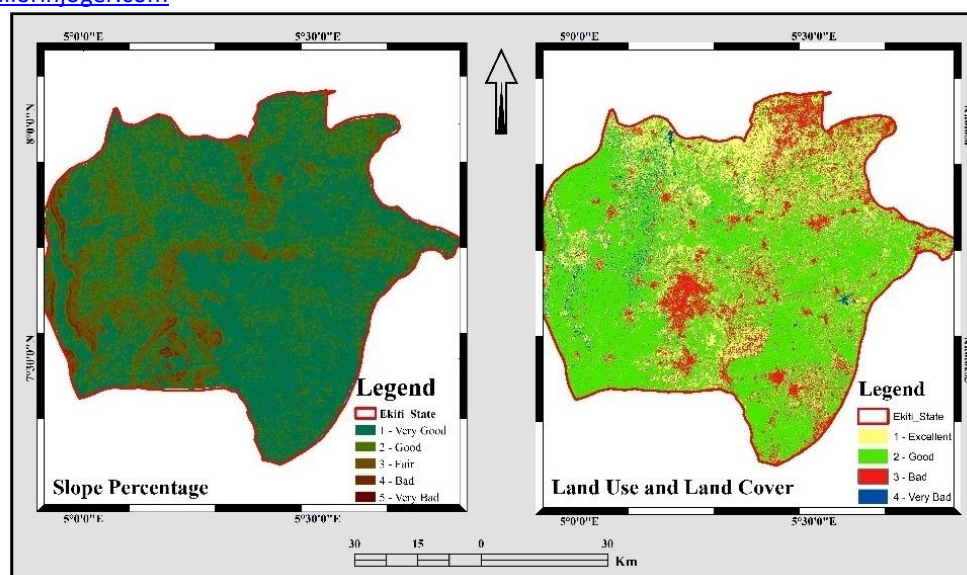 5°0'0"E 5°30'0"E
5°0'0"E 5°30'0"E
8°0'0"N
7°30'0"N
Legend
Ekiti_State
1 - Very Good
2 - Good
3 - Fair
4 - Bad
5 - Very Bad
Slope Percentage
5°0'0"E 5°30'0"E
Legend
Ekiti_State
1 - Excellent
2 - Good
3 - Bad
4 - Very Bad
Land Use and Land Cover
5°0'0"E 5°30'0"E
30 15 0 30
Km